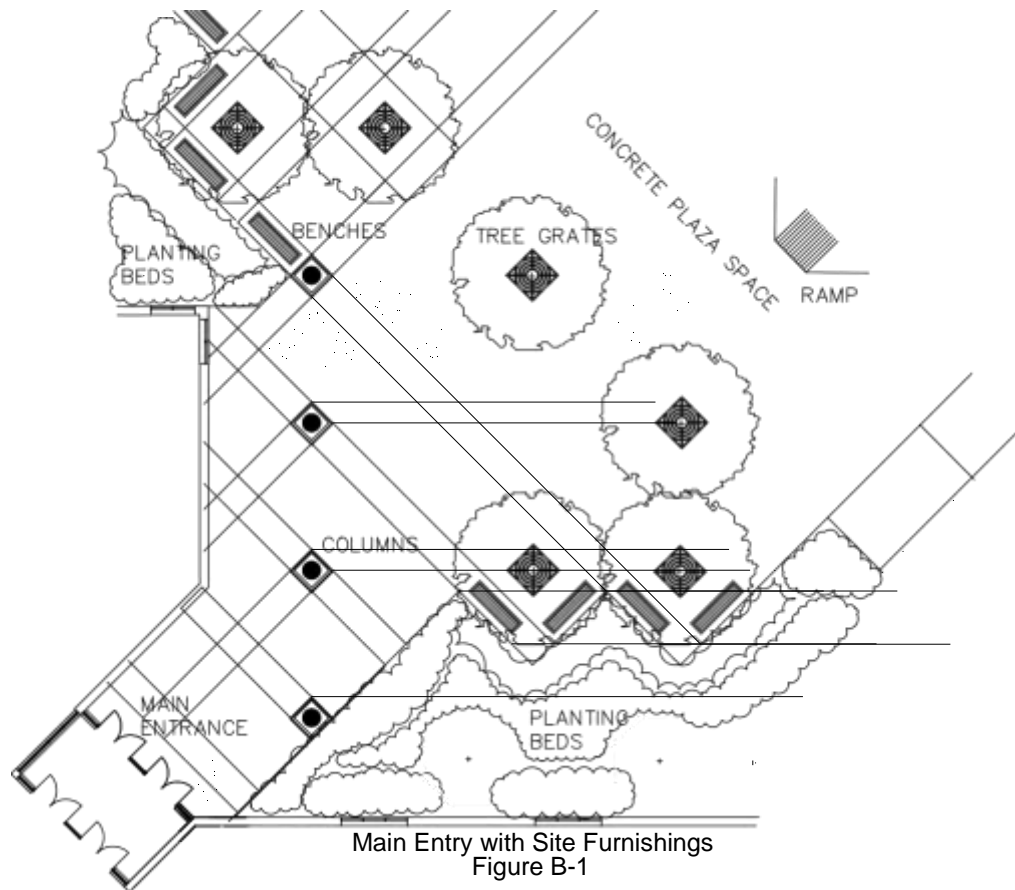 CONCRETE PLAZA SPACE
BENCHES
TREE GRATES
PLANTING
BEDS
RAMP
COLUMNS
MAIN
ENTRANCE
PLANTING
BEDS
Main Entry with Site Furnishings
Figure B-1